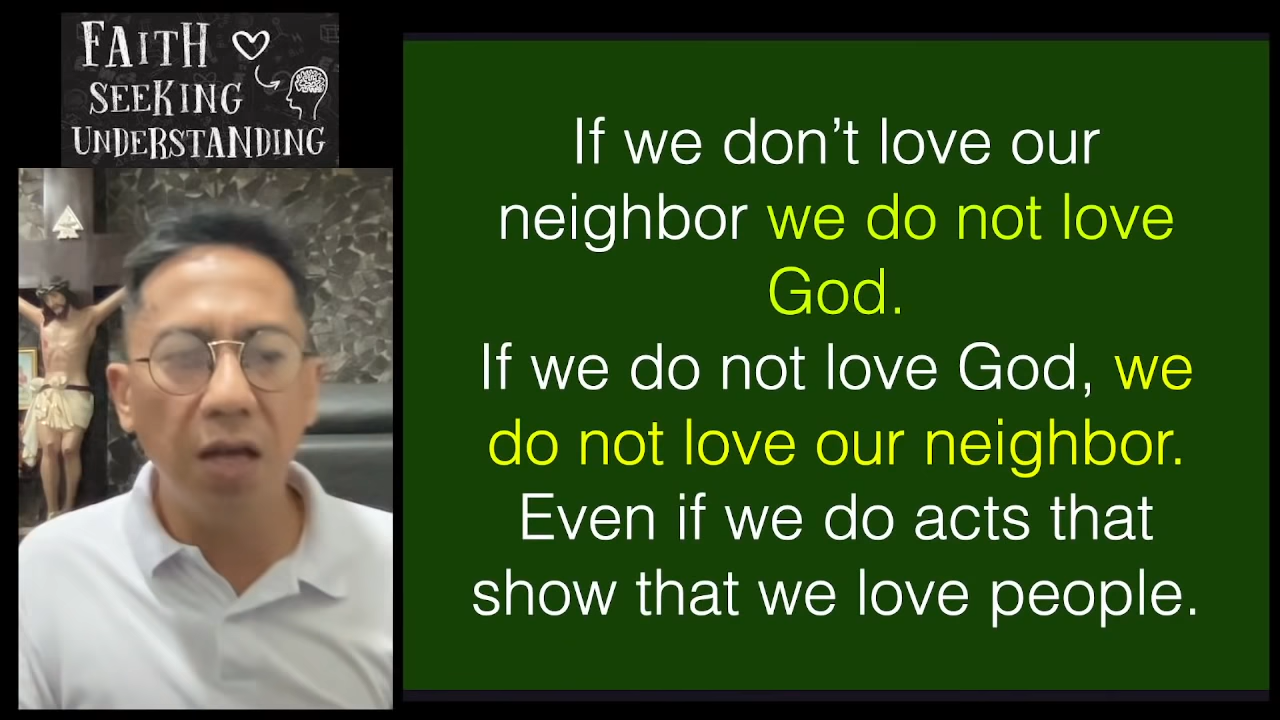 FAITH
SEEKING
UNDERSTANDING
If we don’t love our
neighbor we do not love
God.
If we do not love God, we
do not love our neighbor.
Even if we do acts that
show that we love people.